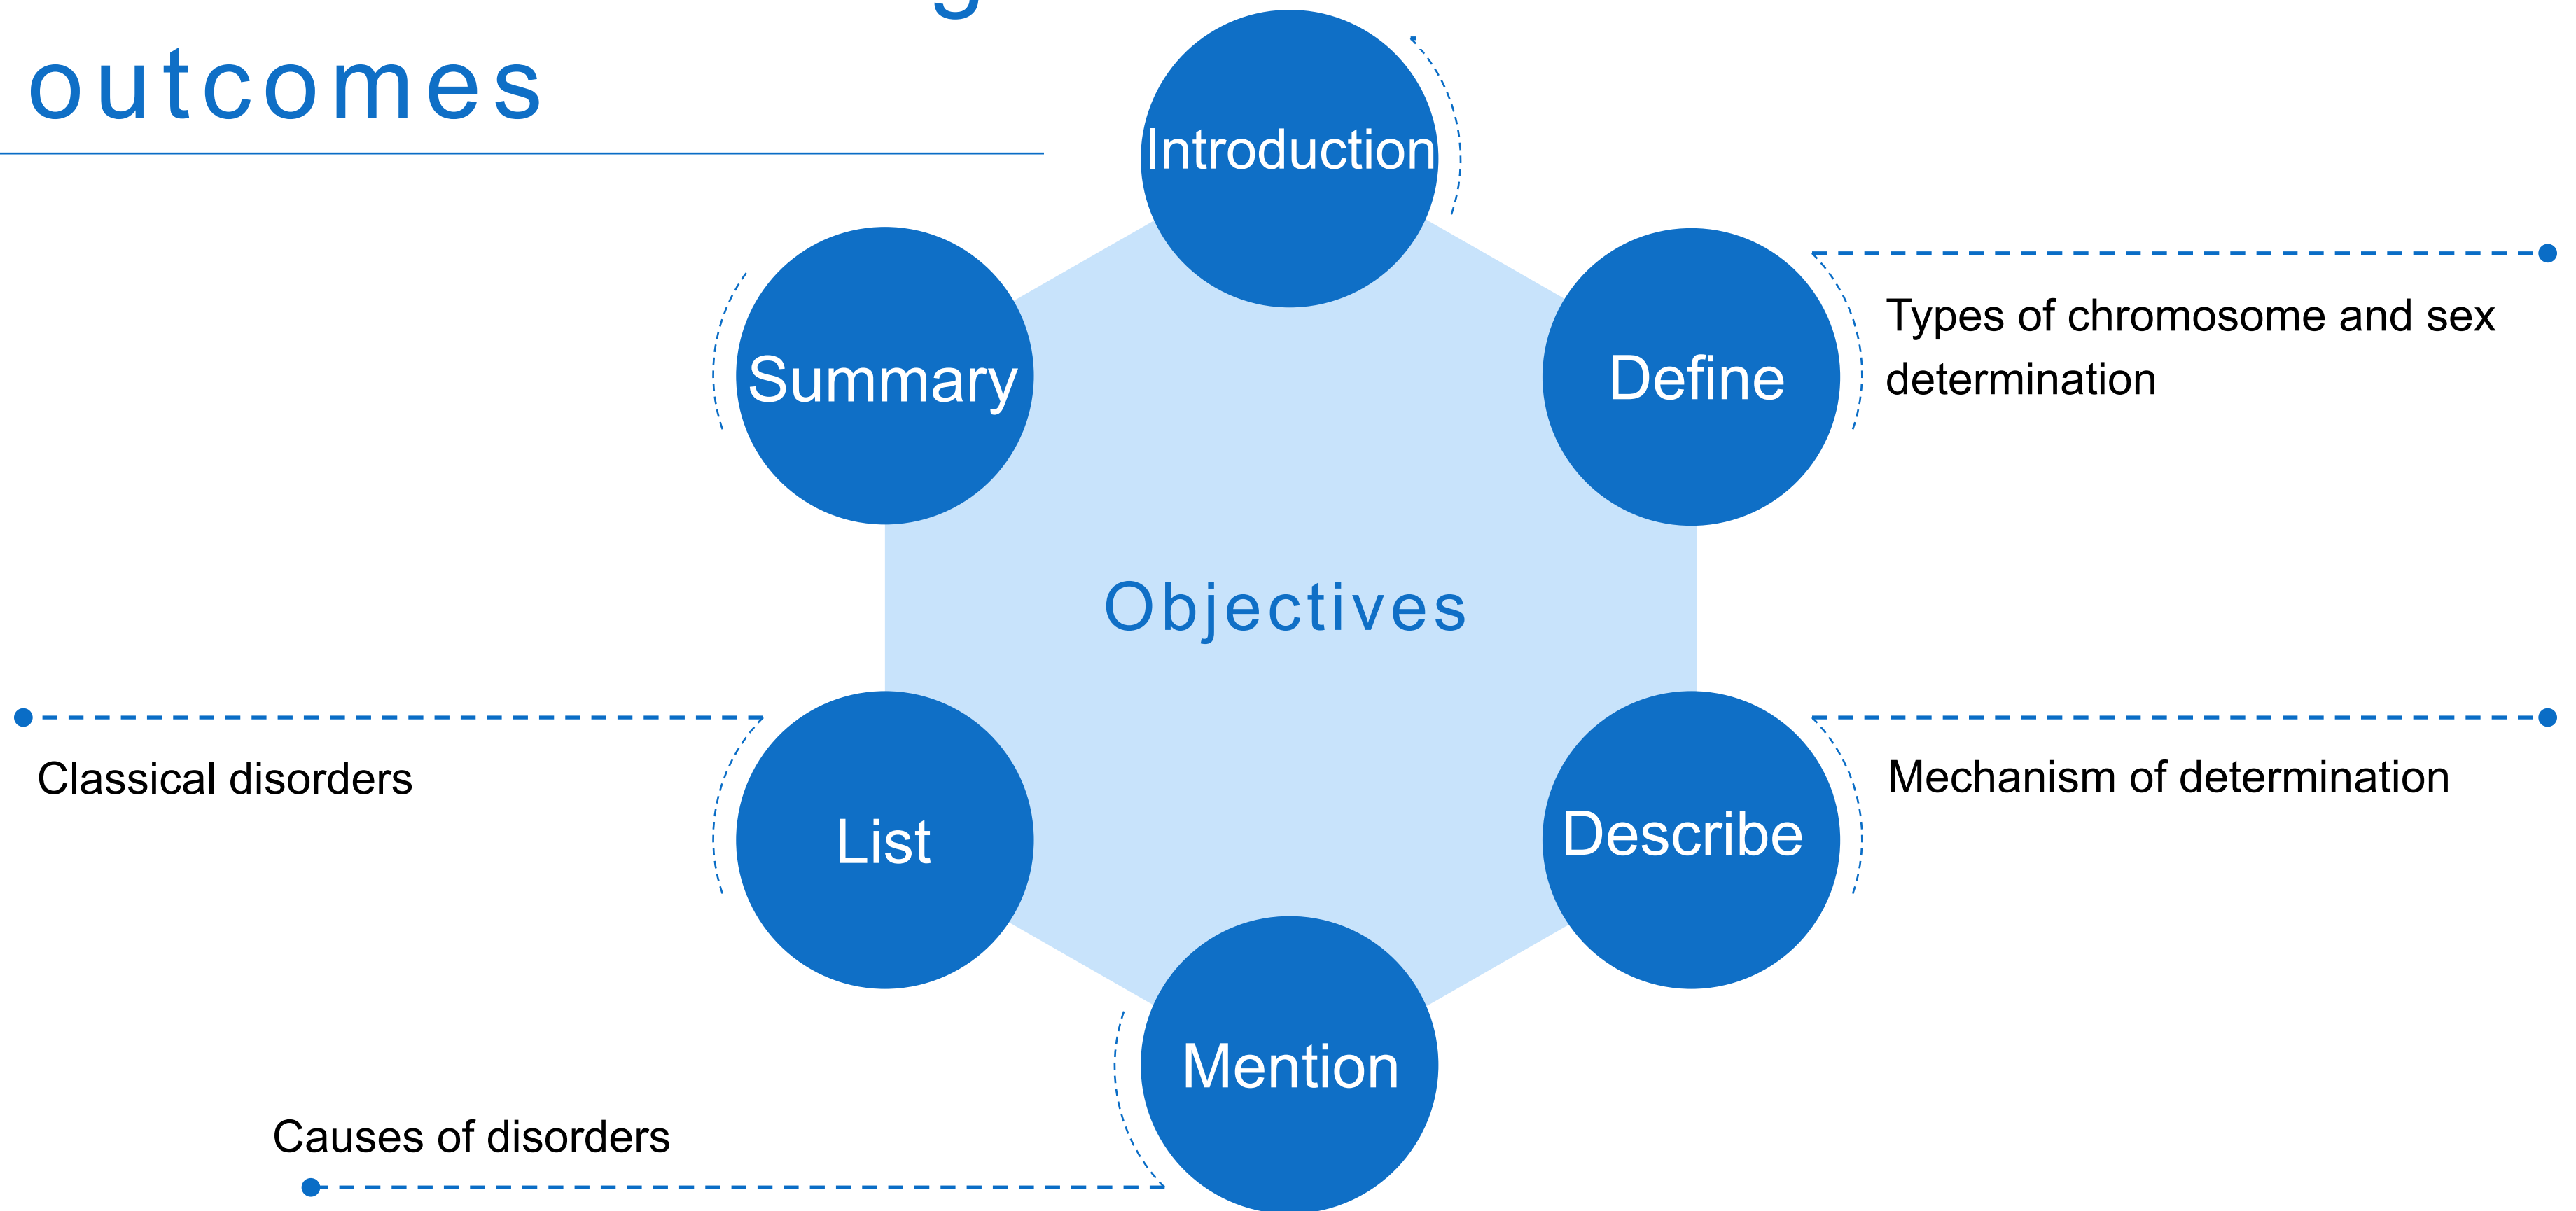 outcomes
Introduction
Summary
Define
Types of chromosome and sex
determination
Objectives
Classical disorders
List
Describe
Mechanism of determination
Mention
Causes of disorders